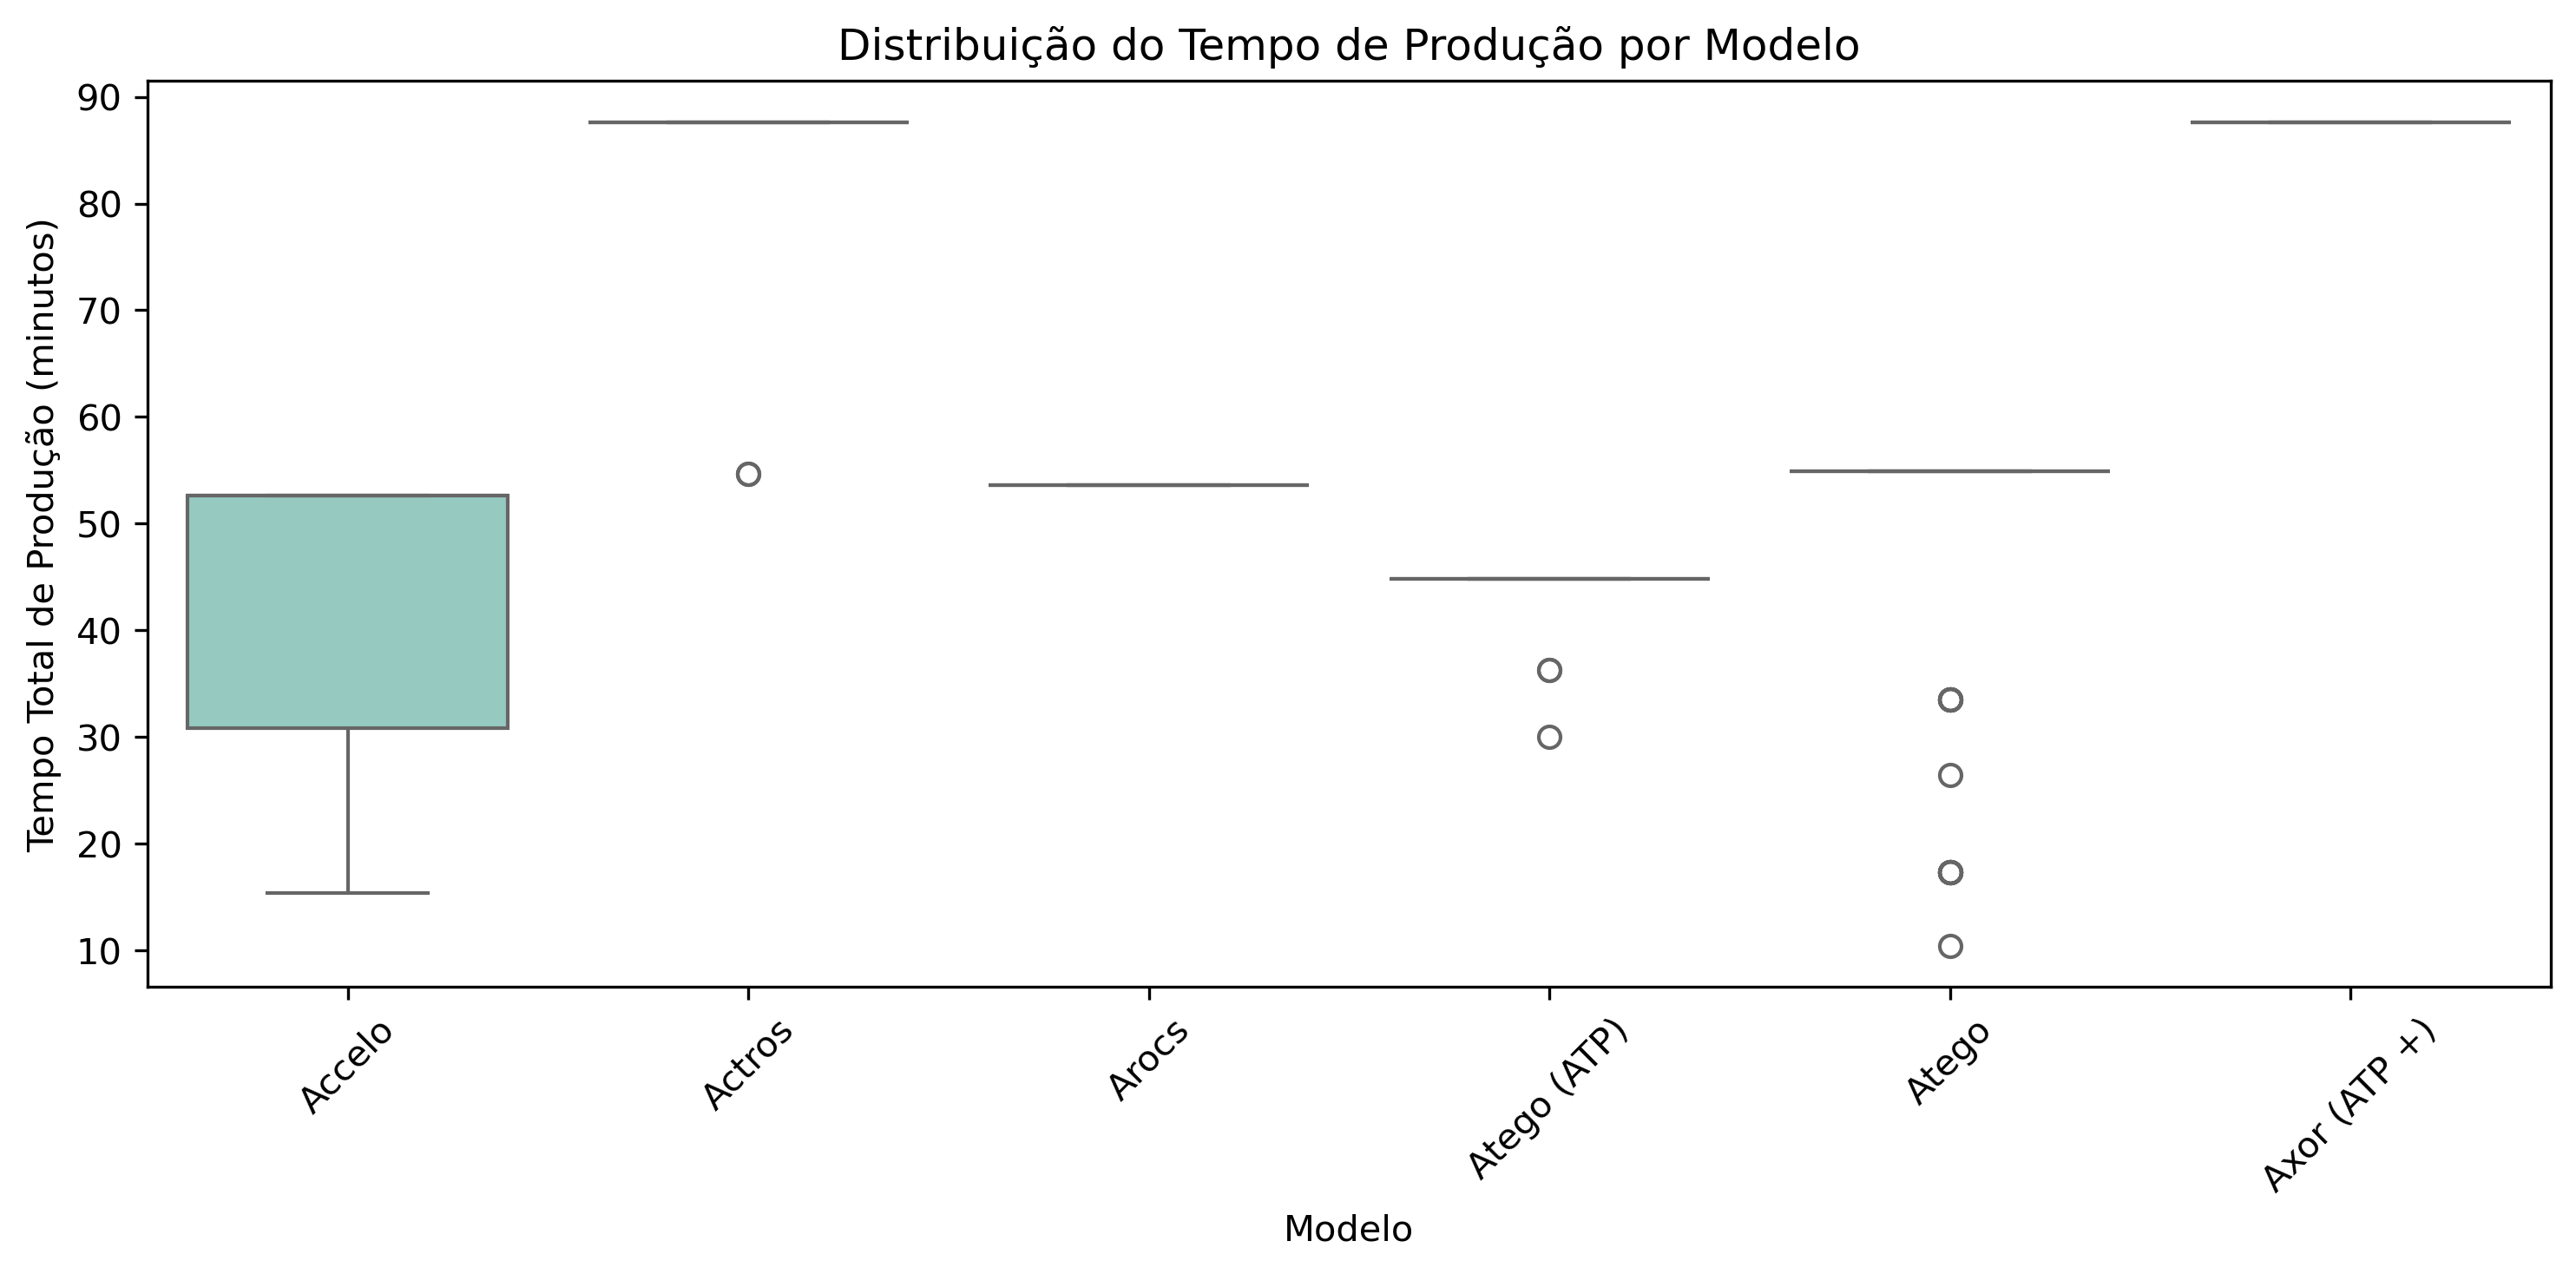 Distribuição do Tempo de Produção por Modelo
Tempo Total de Produção (minutos)
90
80
70
60
50
40
30
20
10
Accelo
Actros
Arocs
Atego (ATP)
Atego
Axor (ATP +)
Modelo